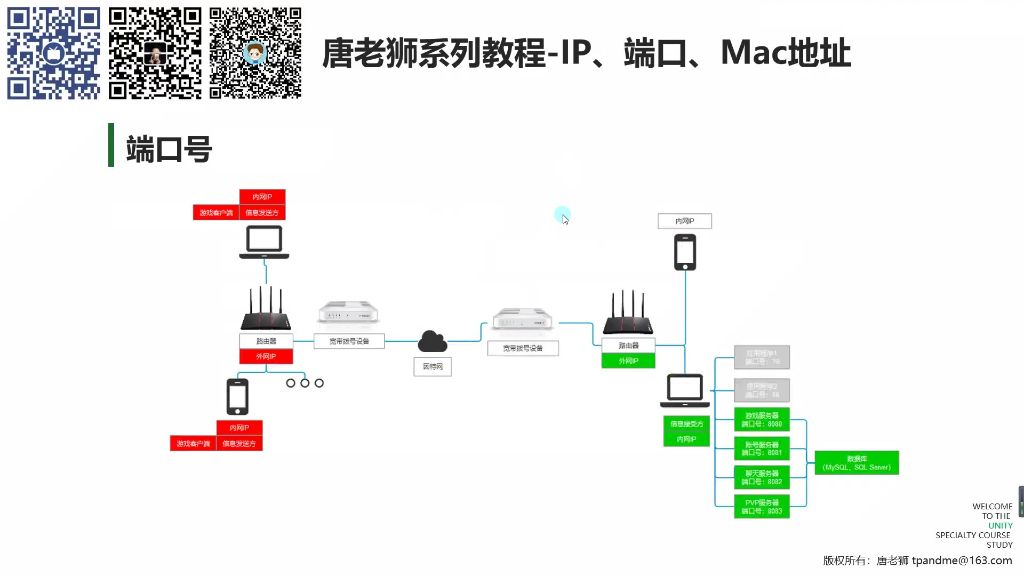 唐老狮系列教程-IP、端口、Mac地址
端口号
内网IP
游戏客户端
信息发送方
内网IP
路由器
宽带拨号设备
外网IP
因特网
宽带拨号设备
路由器
外网IP
内网IP
游戏客户端
信息发送方
信息接受方
内网IP
应用程序1
应用程序2
游戏服务器
端口号：8080
账号服务器
端口号：8081
聊天服务器
端口号：8082
PVP服务器
端口号：8083
数据库
（MySQL、SQL Server）
WELCOME
TO THE
UNITY
SPECIALTY COURSE
STUDY
版权所有：唐老狮 tpandme@163.com